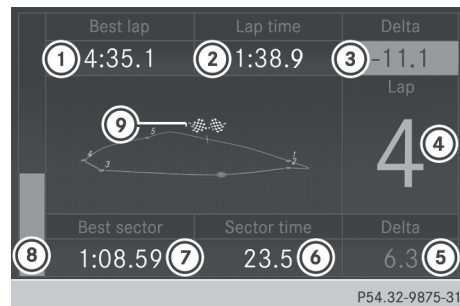 Best lap Lap time Delta
1 4:35.1 2 1:38.9 3 -11.1
Lap
9
5
4
4
4
1
2
3
Best sector Sector time Delta
8 1:08.59 7 23.5 6 6.3 5
P54.32-9875-31